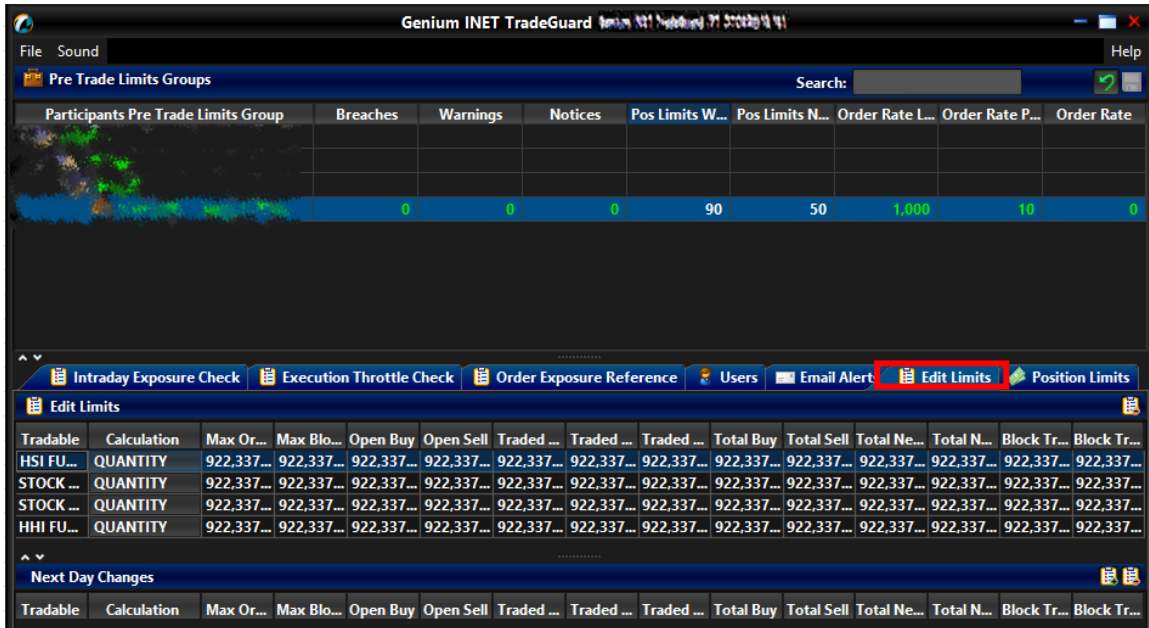 Genium INET TradeGuard
File Sound Help
Pre Trade Limits Groups Search:
Participants Pre Trade Limits Group Breaches Warnings Notices Pos Limits W... Pos Limits N... Order Rate L... Order Rate P... Order Rate
0 0 0 90 50 1,000 10 0
Intraday Exposure Check Execution Throttle Check Order Exposure Reference Users Email Alert Edit Limits Position Limits
Edit Limits
Tradable Calculation Max Or... Max Blo... Open Buy Open Sell Traded ... Traded ... Traded ... Total Buy Total Sell Total Ne... Total N... Block Tr... Block Tr...
HSI FU... QUANTITY 922,337... 922,337... 922,337... 922,337... 922,337... 922,337... 922,337... 922,337... 922,337... 922,337... 922,337... 922,337... 922,337...
STOCK ... QUANTITY 922,337... 922,337... 922,337... 922,337... 922,337... 922,337... 922,337... 922,337... 922,337... 922,337... 922,337... 922,337... 922,337...
STOCK ... QUANTITY 922,337... 922,337... 922,337... 922,337... 922,337... 922,337... 922,337... 922,337... 922,337... 922,337... 922,337... 922,337... 922,337...
HHI FU... QUANTITY 922,337... 922,337... 922,337... 922,337... 922,337... 922,337... 922,337... 922,337... 922,337... 922,337... 922,337... 922,337... 922,337...
Next Day Changes
Tradable Calculation Max Or... Max Blo... Open Buy Open Sell Traded ... Traded ... Traded ... Total Buy Total Sell Total Ne... Total N... Block Tr... Block Tr...